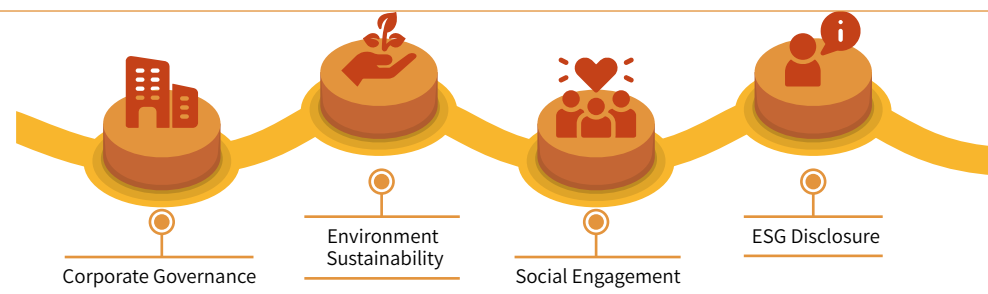 Corporate Governance
Environment
Sustainability
Social Engagement
ESG Disclosure